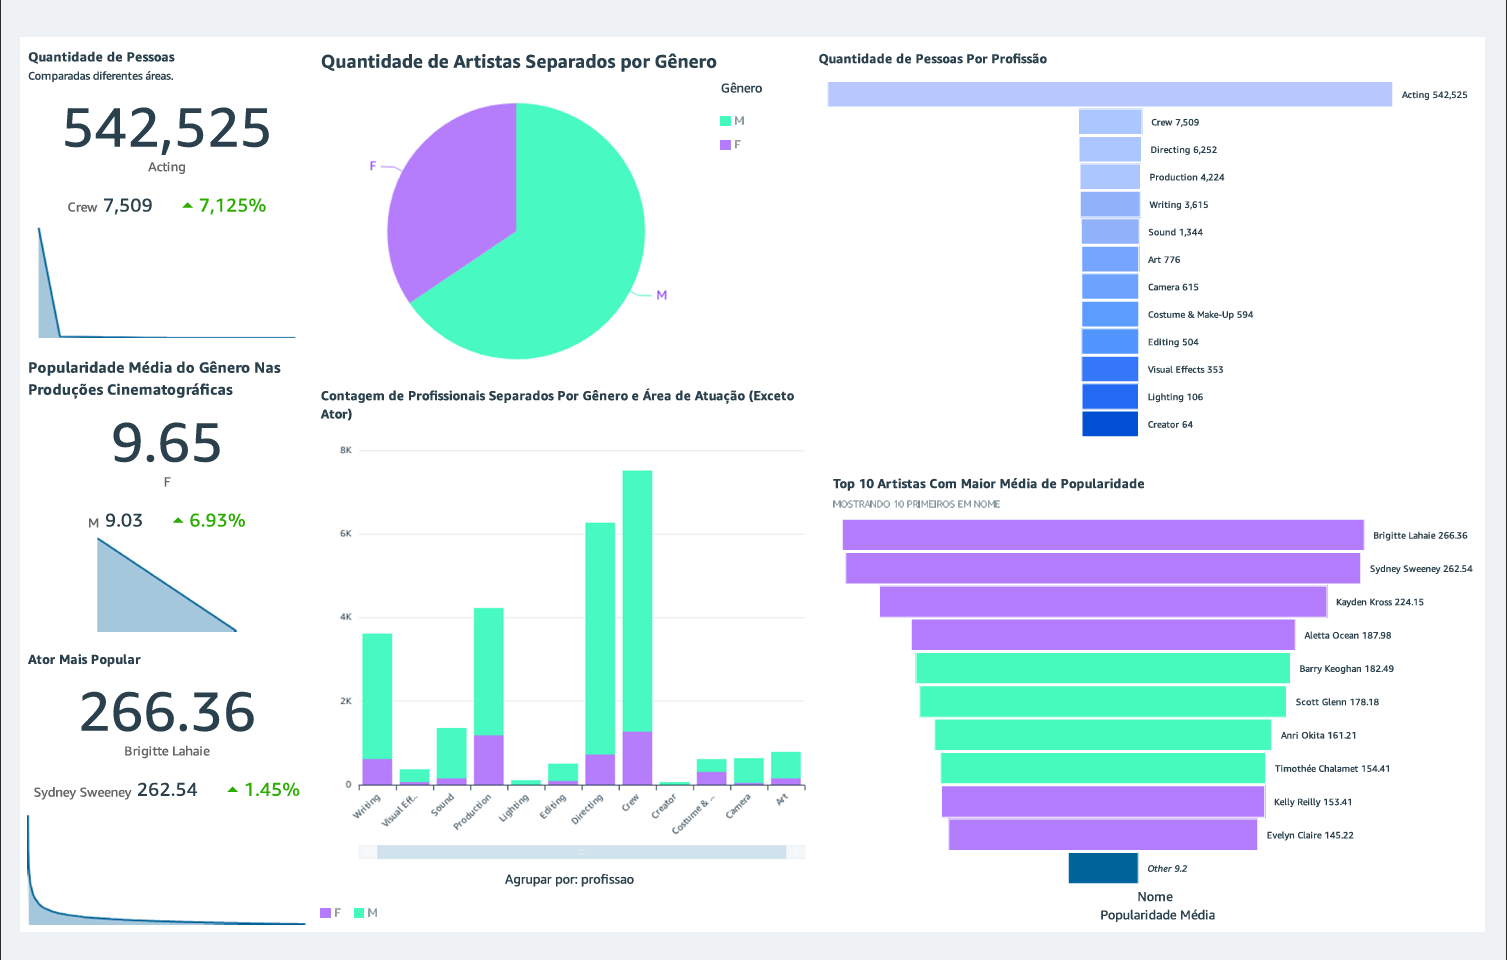 Quantidade de Pessoas
Comparadas diferentes áreas.
542,525
Acting
Crew 7,509 7,125%
Popularidade Média do Gênero Nas
Produções Cinematográficas
9.65
F
M 9.03 6.93%
Ator Mais Popular
266.36
Brigitte Lahaie
Sydney Sweeney 262.54 1.45%
Quantidade de Artistas Separados por Gênero
Gênero
M
F
F
M
Contagem de Profissionais Separados Por Gênero e Área de Atuação (Exceto
Ator)
8K
6K
4K
2K
0
Writing
Visual Eff...
Sound
Production
Lighting
Editing
Directing
Crew
Creator
Costume & ...
Camera
Art
Agrupar por: profissao
F M
Quantidade de Pessoas Por Profissão
Acting 542,525
Crew 7,509
Directing 6,252
Production 4,224
Writing 3,615
Sound 1,344
Art 776
Camera 615
Costume & Make-Up 594
Editing 504
Visual Effects 353
Lighting 106
Creator 64
Top 10 Artistas Com Maior Média de Popularidade
MOSTRANDO 10 PRIMEIROS EM NOME
Brigitte Lahaie 266.36
Sydney Sweeney 262.54
Kayden Kross 224.15
Aletta Ocean 187.98
Barry Keoghan 182.49
Scott Glenn 178.18
Anri Okita 161.21
Timothée Chalamet 154.41
Kelly Reilly 153.41
Evelyn Claire 145.22
Other 9.2
Nome
Popularidade Média